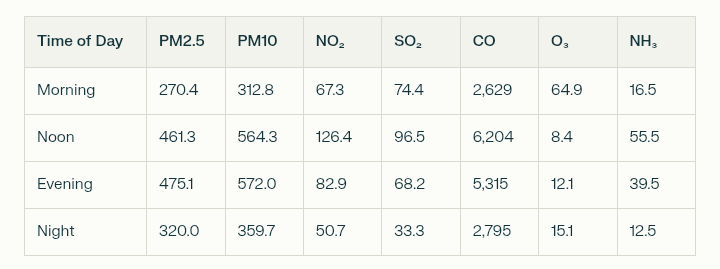 Time of Day PM2.5 PM10 NO₂ SO₂ CO O₃ NH₃
Morning 270.4 312.8 67.3 74.4 2,629 64.9 16.5
Noon 461.3 564.3 126.4 96.5 6,204 8.4 55.5
Evening 475.1 572.0 82.9 68.2 5,315 12.1 39.5
Night 320.0 359.7 50.7 33.3 2,795 15.1 12.5